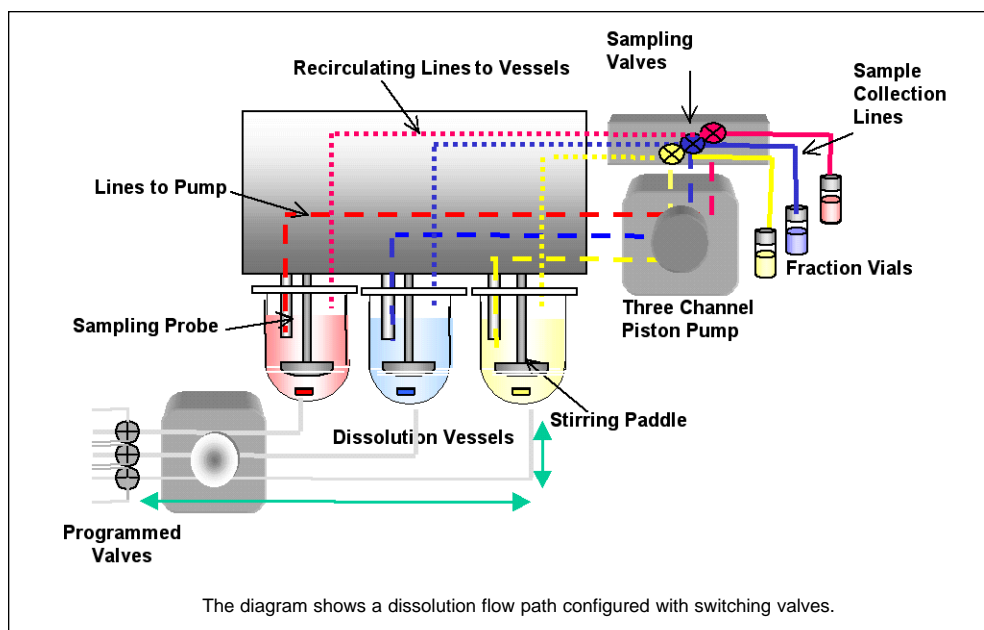 Sampling
Valves
Recirculating Lines to Vessels
Sample
Collection
Lines
Lines to Pump
Fraction Vials
Sampling Probe
Three Channel
Piston Pump
Dissolution Vessels
Stirring Paddle
Programmed
Valves
The diagram shows a dissolution flow path configured with switching valves.